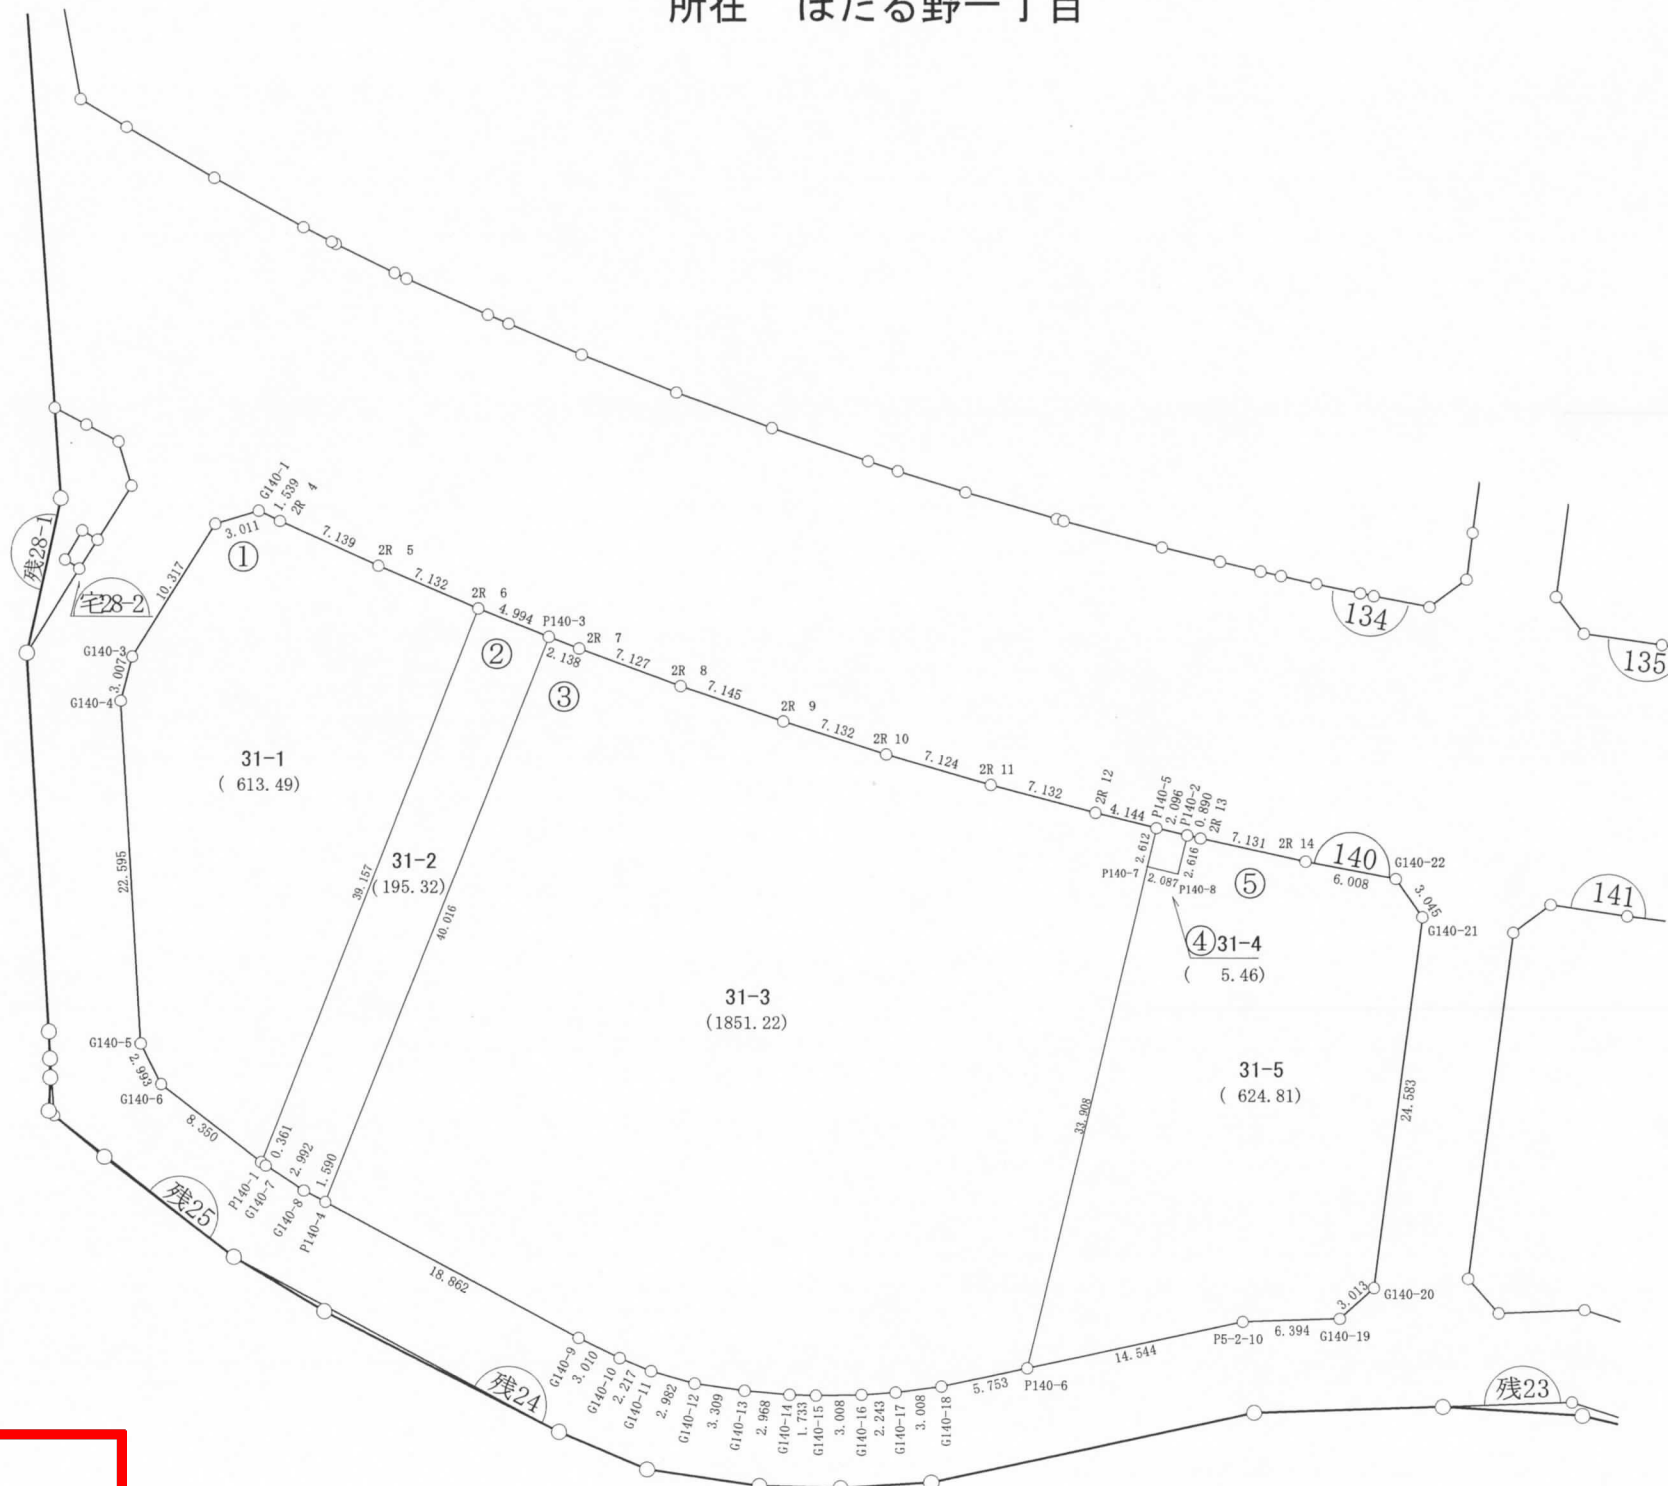 所在 ほたる野一丁目
残28-1
宅28-2
134
135
G140-1
1.539
2R 4
3.011
①
7.139
2R 5
7.132
2R 6
4.994
P140-3
②
2.138
2R 7
③
7.127
2R 8
7.145
2R 9
7.132
2R 10
7.124
2R 11
7.132
2R 12
4.144
P140-5
2.096
P140-2
0.890
2R 13
7.131
2R 14
140
6.008
G140-22
3.045
G140-21
141
10.317
G140-3
3.007
G140-4
31-1
( 613.49)
22.595
39.157
31-2
(195.32)
40.016
2.612
2.616
P140-7
2.087
P140-8
⑤
④31-4
( 5.46)
31-3
(1851.22)
33.908
31-5
( 624.81)
24.583
G140-5
2.993
G140-6
8.350
0.361
2.992
1.590
P140-1
G140-7
G140-8
P140-4
残25
18.862
残24
G140-9
3.010
G140-10
2.217
G140-11
2.982
G140-12
3.309
G140-13
2.968
G140-14
1.733
G140-15
3.008
G140-16
2.243
G140-17
3.008
G140-18
5.753
P140-6
14.544
P5-2-10
6.394
G140-19
3.013
G140-20
残23